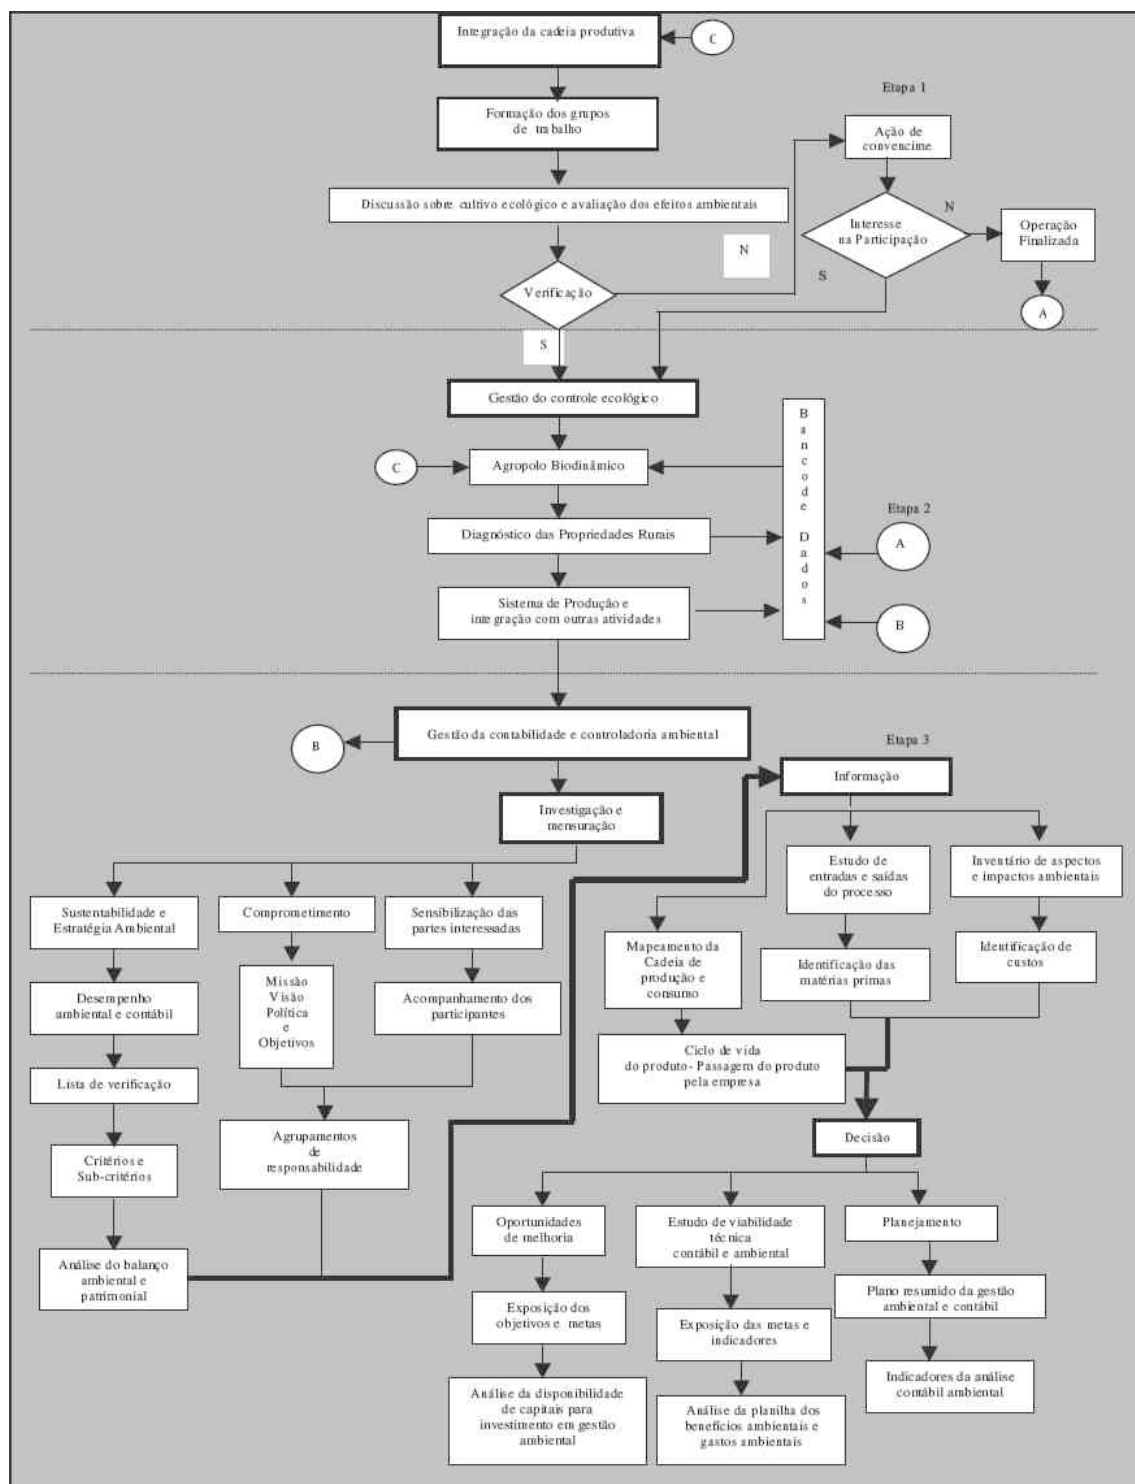 Integração da cadeia produtiva
C
Etapa 1
Formação dos grupos
de trabalho
Ação de
convencime
Discussão sobre cultivo ecológico e avaliação dos efeitos ambientais
Interesse
na Participação
N
Operação
Finalizada
N
S
Verificação
A
S
Gestão do controle ecológico
Banco de Dados
C
Agropolo Biodinâmico
Etapa 2
Diagnóstico das Propriedades Rurais
A
Sistema de Produção e
integração com outras atividades
B
Gestão da contabilidade e controladoria ambiental
B
Etapa 3
Informação
Investigação e
mensuração
Estudo de
entradas e saídas
do processo
Inventário de aspectos
e impactos ambientais
Sustentabilidade e
Estratégia Ambiental
Comprometimento
Sensibilização das
partes interessadas
Mapeamento da
Cadeia de
produção e
consumo
Identificação das
matérias primas
Identificação de
custos
Desempenho
ambiental e contábil
Missão
Visão
Política
e
Objetivos
Acompanhamento dos
participantes
Ciclo de vida
do produto- Passagem do produto
pela empresa
Lista de verificação
Agrupamentos
de
responsabilidade
Decisão
Critérios e
Sub-critérios
Oportunidades
de melhoria
Estudo de viabilidade
técnica
contábil e ambiental
Planejamento
Análise do balanço
ambiental e
patrimonial
Exposição dos
objetivos e metas
Exposição das metas e
indicadores
Plano resumido da gestão
ambiental e contábil
Análise da disponibilidade
de capitais para
investimento em gestão
ambiental
Análise da planilha dos
benefícios ambientais e
gastos ambientais
Indicadores da análise
contábil ambiental